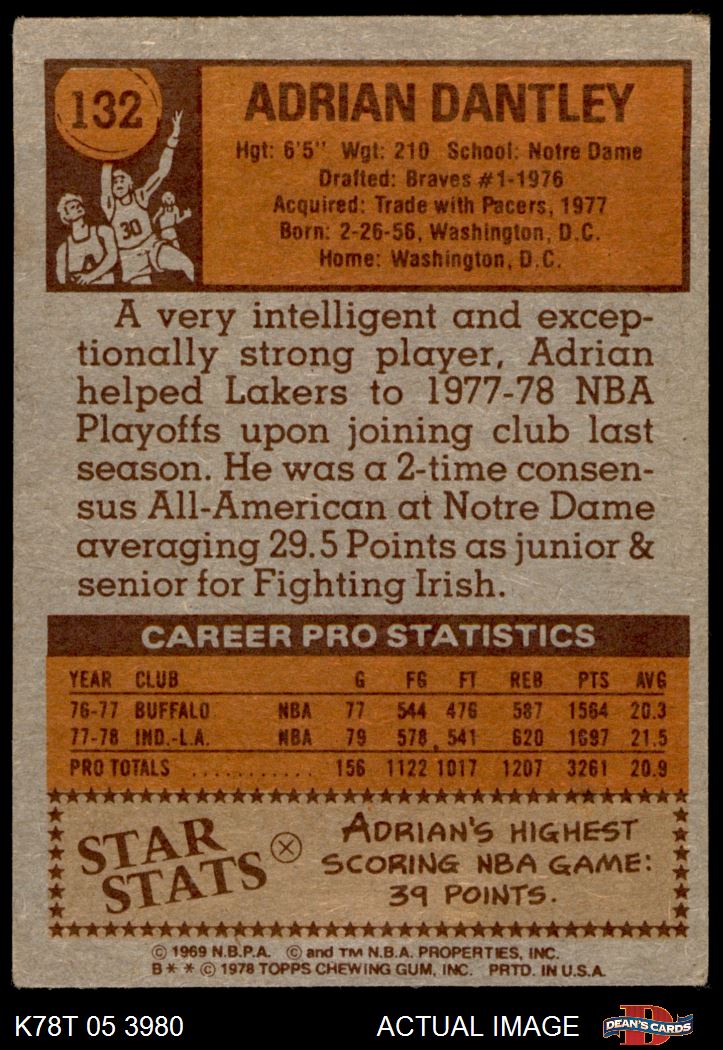 132
ADRIAN DANTLEY
Hgt: 6'5" Wgt: 210 School: Notre Dame
Drafted: Braves #1-1976
Acquired: Trade with Pacers, 1977
Born: 2-26-56, Washington, D.C.
Home: Washington, D.C.
30
A very intelligent and excep-
tionally strong player, Adrian
helped Lakers to 1977-78 NBA
Playoffs upon joining club last
season. He was a 2-time consen-
sus All-American at Notre Dame
averaging 29.5 Points as junior &
senior for Fighting Irish.
CAREER PRO STATISTICS
YEAR CLUB G FG FT REB PTS AVG
76-77 BUFFALO NBA 77 544 476 587 1564 20.3
77-78 IND.-L.A. NBA 79 578 541 620 1697 21.5
PRO TOTALS ........... 156 1122 1017 1207 3261 20.9
STAR STATS
ADRIAN'S HIGHEST
SCORING NBA GAME:
39 POINTS.
© 1969 N.B.P.A. © and TM N.B.A. PROPERTIES, INC.
B * * © 1978 TOPPS CHEWING GUM, INC. PRTD. IN U.S.A.
K78T 05 3980 ACTUAL IMAGE DEAN'S CARDS